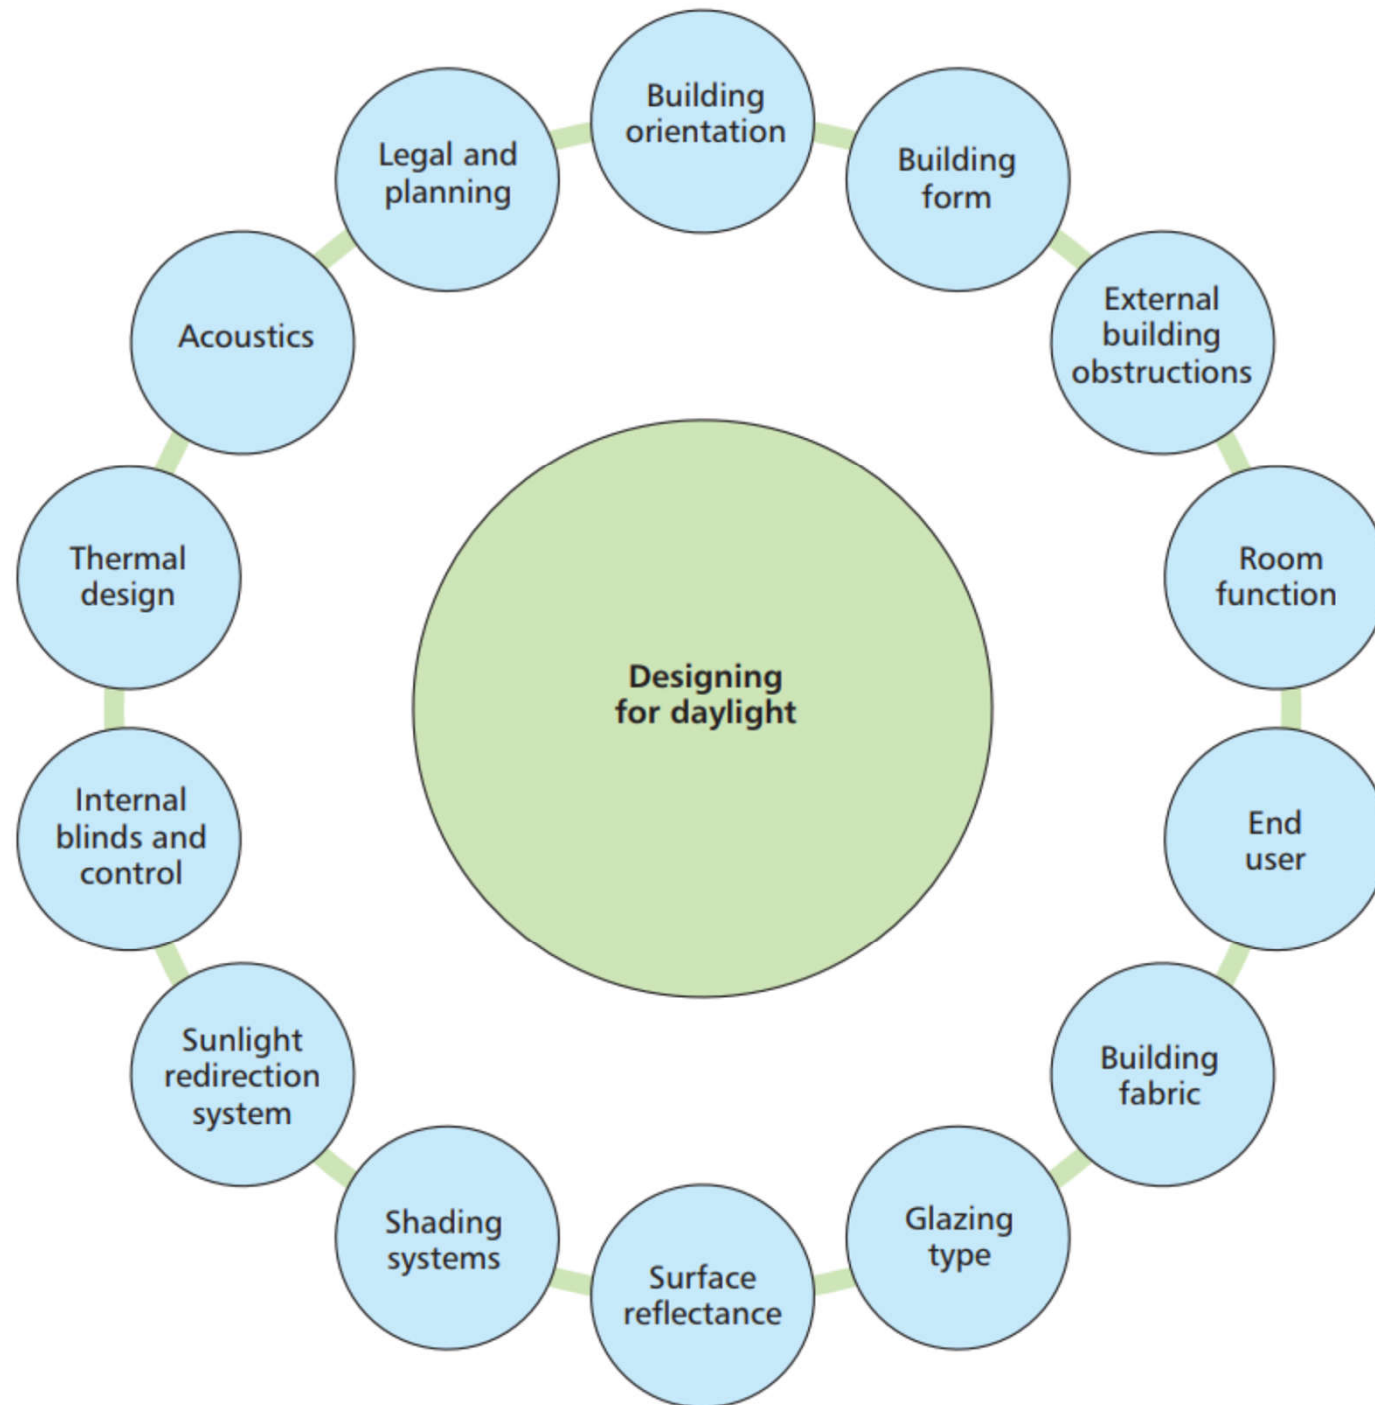 Building
orientation
Building
form
External
building
obstructions
Room
function
End
user
Building
fabric
Glazing
type
Surface
reflectance
Shading
systems
Sunlight
redirection
system
Internal
blinds and
control
Thermal
design
Acoustics
Legal and
planning
Designing
for daylight